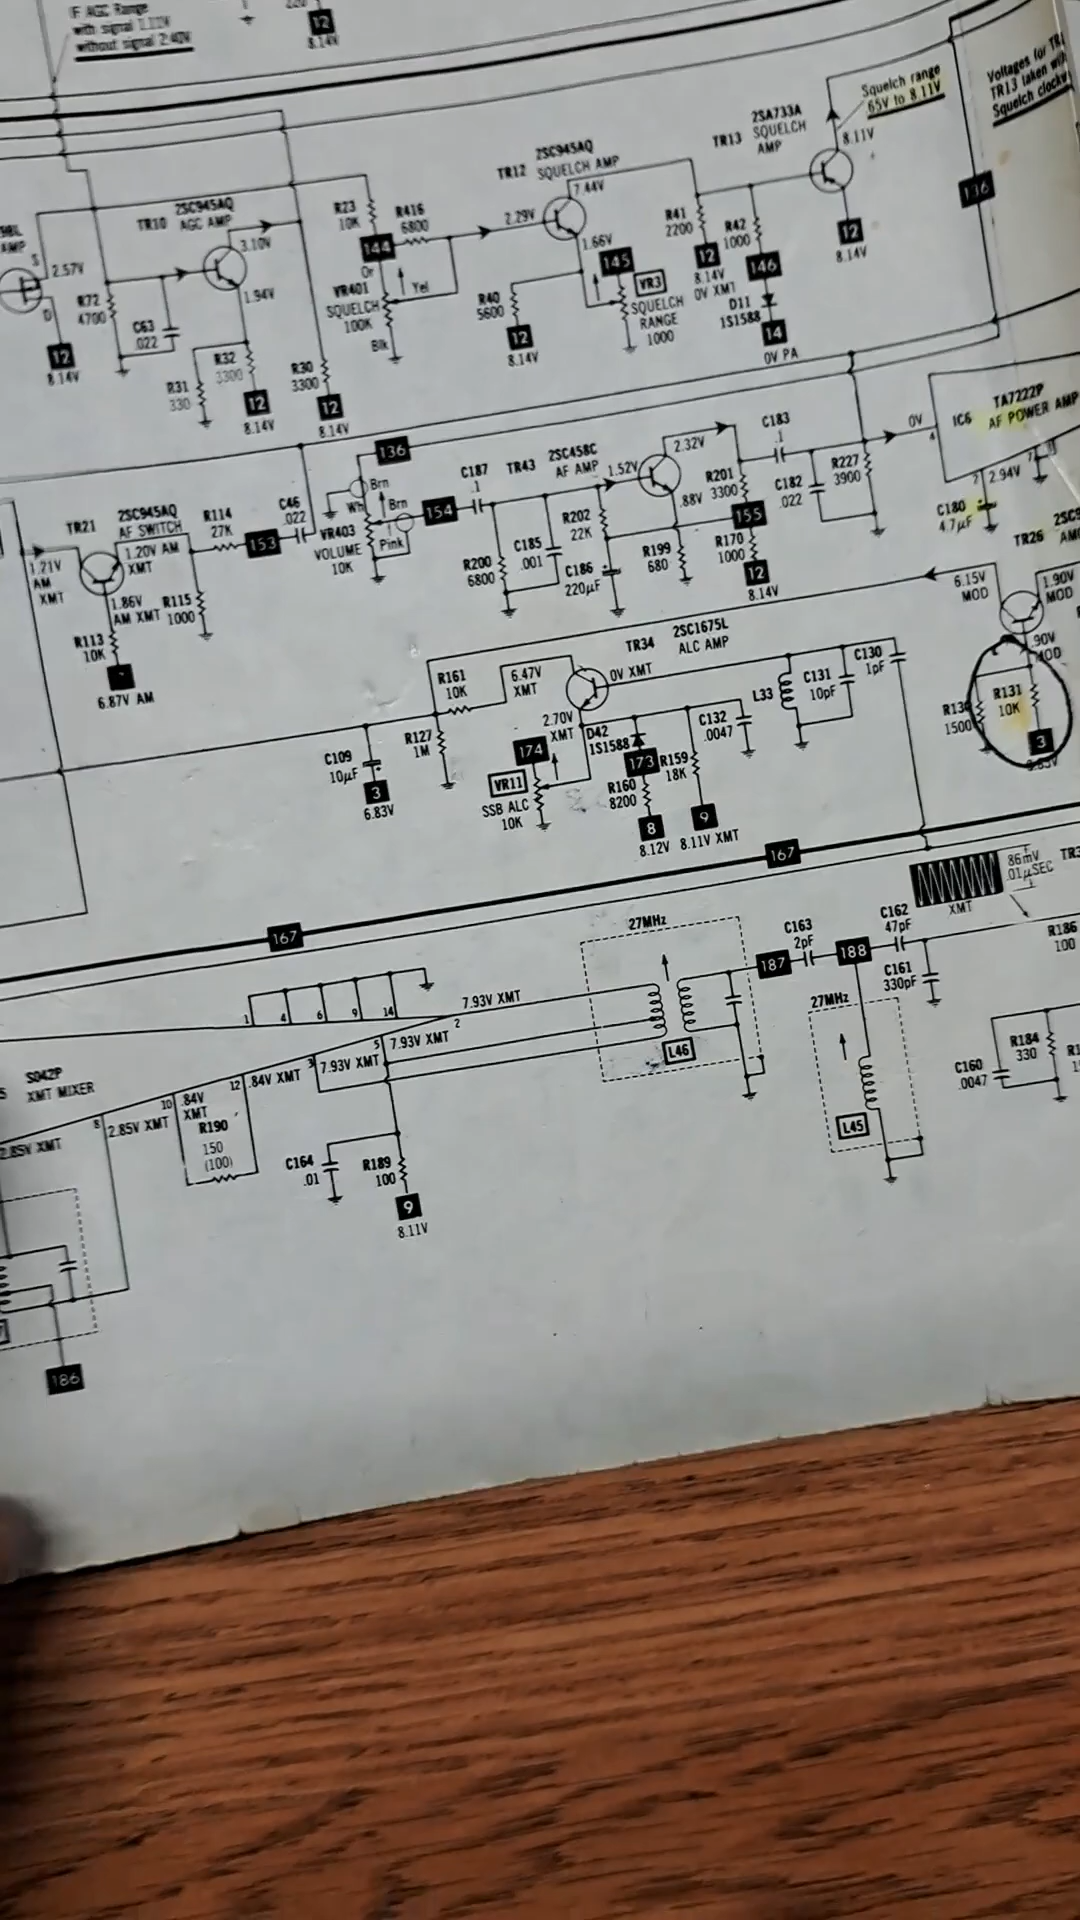 IF AGC Range
with signal 1.11V
without signal 2.40V
12
8.14V
Squelch range
65V to 8.11V
Voltages for
TR13 taken
Squelch
8.11V
2SA733A
TR13 SQUELCH
AMP
2SC945AQ
TR12 SQUELCH AMP
7.44V
2.29V
1.66V
136
2SC945AQ
TR10 AGC AMP
3.10V
1.94V
R23
10K
R416
6800
144
Or
Yel
VR401
SQUELCH
100K
Blk
AMP
S
2.57V
D
12
8.14V
R72
4700
C63
.022
R31
330
R32
3300
12
8.14V
R30
3300
12
8.14V
R40
5600
12
8.14V
145
VR3
SQUELCH
RANGE
1000
R41
2200
12
8.14V
0V XMT
R42
1000
146
D11
1S1588
14
0V PA
12
8.14V
136
Brn
Wh
Brn
Pink
VR403
VOLUME
10K
154
C187
.1
TR43
2SC458C
AF AMP
1.52V
2.32V
.88V
R200
6800
C185
.001
R202
22K
C186
220µF
R199
680
R201
3300
155
R170
1000
12
8.14V
C183
.1
C182
.022
R227
3900
0V
4
IC6
TA7222P
AF POWER AMP
7
2.94V
C180
4.7µF
TR21
2SC945AQ
AF SWITCH
1.20V AM
XMT
1.21V
AM
XMT
1.86V
AM XMT
R114
27K
153
C46
.022
R115
1000
R113
10K
6.87V AM
TR26
6.15V
MOD
1.90V
MOD
.90V
MOD
R131
10K
1500
3
TR34
2SC1675L
ALC AMP
0V XMT
6.47V
XMT
R161
10K
2.70V
XMT
R127
1M
C109
10µF
3
6.83V
174
VR11
SSB ALC
10K
D42
1S1588
173
R160
8200
8
8.12V
R159
18K
9
8.11V XMT
C132
.0047
L33
C131
10pF
C130
1pF
167
167
86mV
.01µSEC
XMT
27MHz
L46
187
C163
2pF
188
C162
47pF
C161
330pF
R186
100
27MHz
L45
C160
.0047
R184
330
1
4
6
9
14
7.93V XMT
2
5
7.93V XMT
3
7.93V XMT
12
.84V XMT
10
.84V
XMT
8
2.85V XMT
2.85V XMT
S042P
XMT MIXER
R190
150
(100)
C164
.01
R189
100
9
8.11V
186